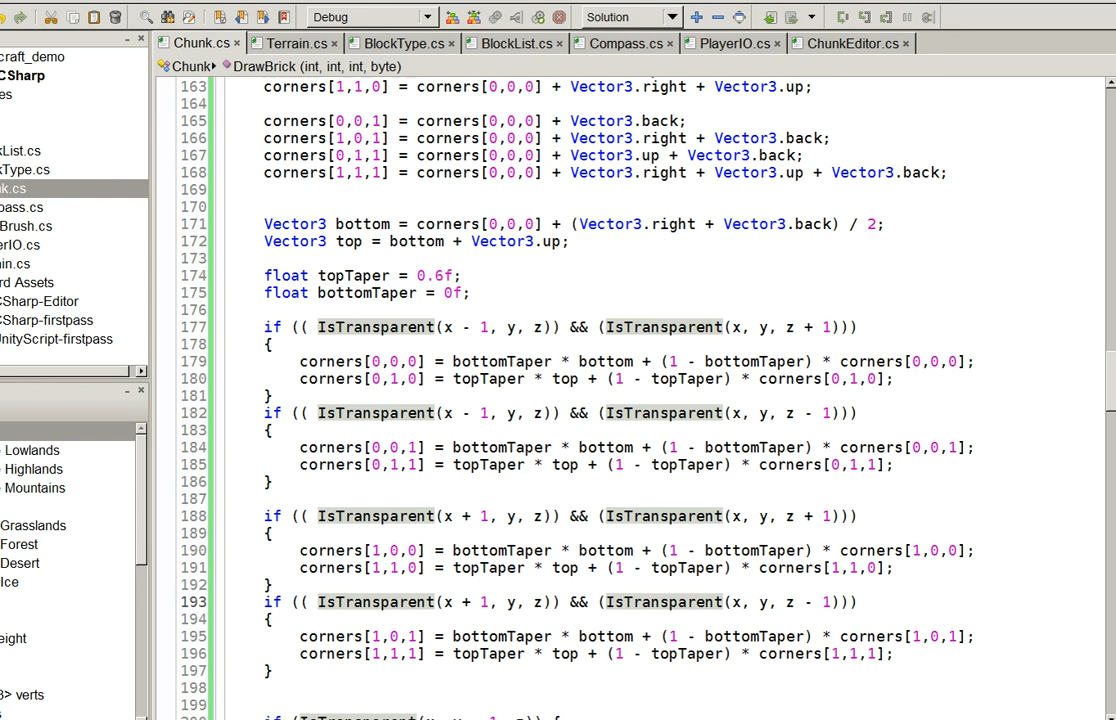 Debug
Solution
Chunk.cs × Terrain.cs × BlockType.cs × BlockList.cs × Compass.cs × PlayerIO.cs × ChunkEditor.cs ×
Chunk DrawBrick (int, int, int, byte)
craft_demo
CSharp
es
kList.cs
kType.cs
nk.cs
pass.cs
Brush.cs
erIO.cs
in.cs
rd Assets
CSharp-Editor
CSharp-firstpass
nityScript-firstpass
Lowlands
Highlands
Mountains
Grasslands
Forest
Desert
Ice
eight
3> verts
163 corners[1,1,0] = corners[0,0,0] + Vector3.right + Vector3.up;
164
165 corners[0,0,1] = corners[0,0,0] + Vector3.back;
166 corners[1,0,1] = corners[0,0,0] + Vector3.right + Vector3.back;
167 corners[0,1,1] = corners[0,0,0] + Vector3.up + Vector3.back;
168 corners[1,1,1] = corners[0,0,0] + Vector3.right + Vector3.up + Vector3.back;
169
170
171 Vector3 bottom = corners[0,0,0] + (Vector3.right + Vector3.back) / 2;
172 Vector3 top = bottom + Vector3.up;
173
174 float topTaper = 0.6f;
175 float bottomTaper = 0f;
176
177 if (( IsTransparent(x - 1, y, z)) && (IsTransparent(x, y, z + 1)))
178 {
179 corners[0,0,0] = bottomTaper * bottom + (1 - bottomTaper) * corners[0,0,0];
180 corners[0,1,0] = topTaper * top + (1 - topTaper) * corners[0,1,0];
181 }
182 if (( IsTransparent(x - 1, y, z)) && (IsTransparent(x, y, z - 1)))
183 {
184 corners[0,0,1] = bottomTaper * bottom + (1 - bottomTaper) * corners[0,0,1];
185 corners[0,1,1] = topTaper * top + (1 - topTaper) * corners[0,1,1];
186 }
187
188 if (( IsTransparent(x + 1, y, z)) && (IsTransparent(x, y, z + 1)))
189 {
190 corners[1,0,0] = bottomTaper * bottom + (1 - bottomTaper) * corners[1,0,0];
191 corners[1,1,0] = topTaper * top + (1 - topTaper) * corners[1,1,0];
192 }
193 if (( IsTransparent(x + 1, y, z)) && (IsTransparent(x, y, z - 1)))
194 {
195 corners[1,0,1] = bottomTaper * bottom + (1 - bottomTaper) * corners[1,0,1];
196 corners[1,1,1] = topTaper * top + (1 - topTaper) * corners[1,1,1];
197 }
198
199